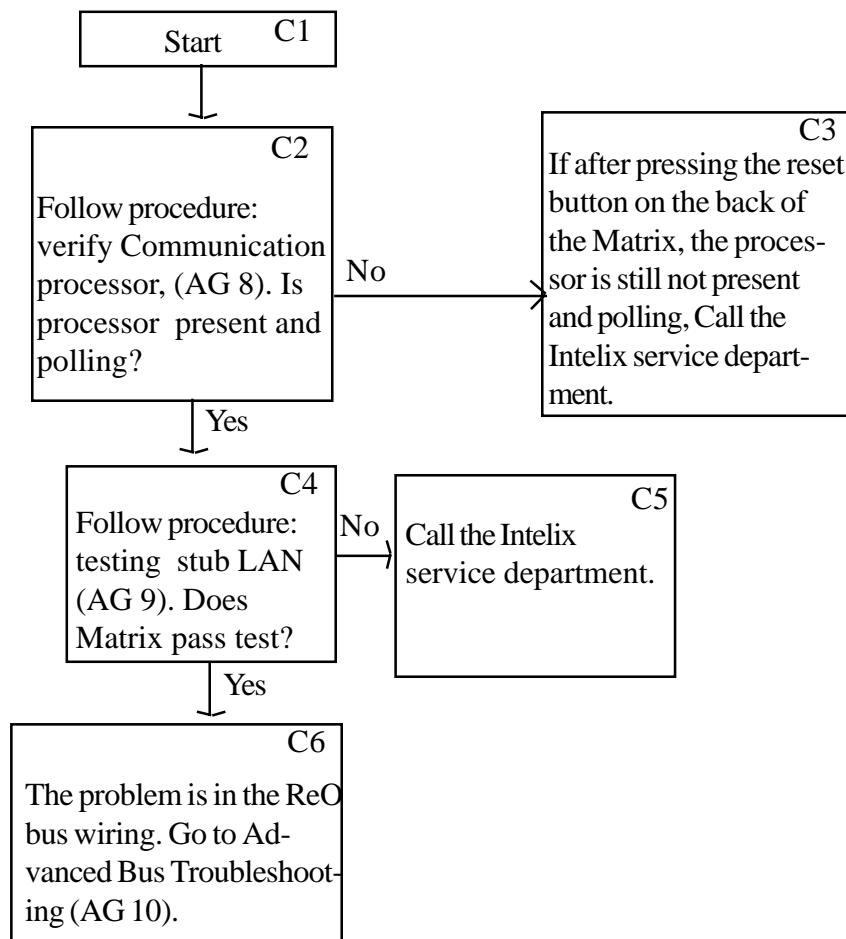 Start C1
C2
Follow procedure:
verify Communication
processor, (AG 8). Is
processor present and
polling?
No
C3
If after pressing the reset
button on the back of
the Matrix, the proces-
sor is still not present
and polling, Call the
Intelix service depart-
ment.
Yes
C4
Follow procedure:
testing stub LAN
(AG 9). Does
Matrix pass test?
No
C5
Call the Intelix
service department.
Yes
C6
The problem is in the ReO
bus wiring. Go to Ad-
vanced Bus Troubleshoot-
ing (AG 10).